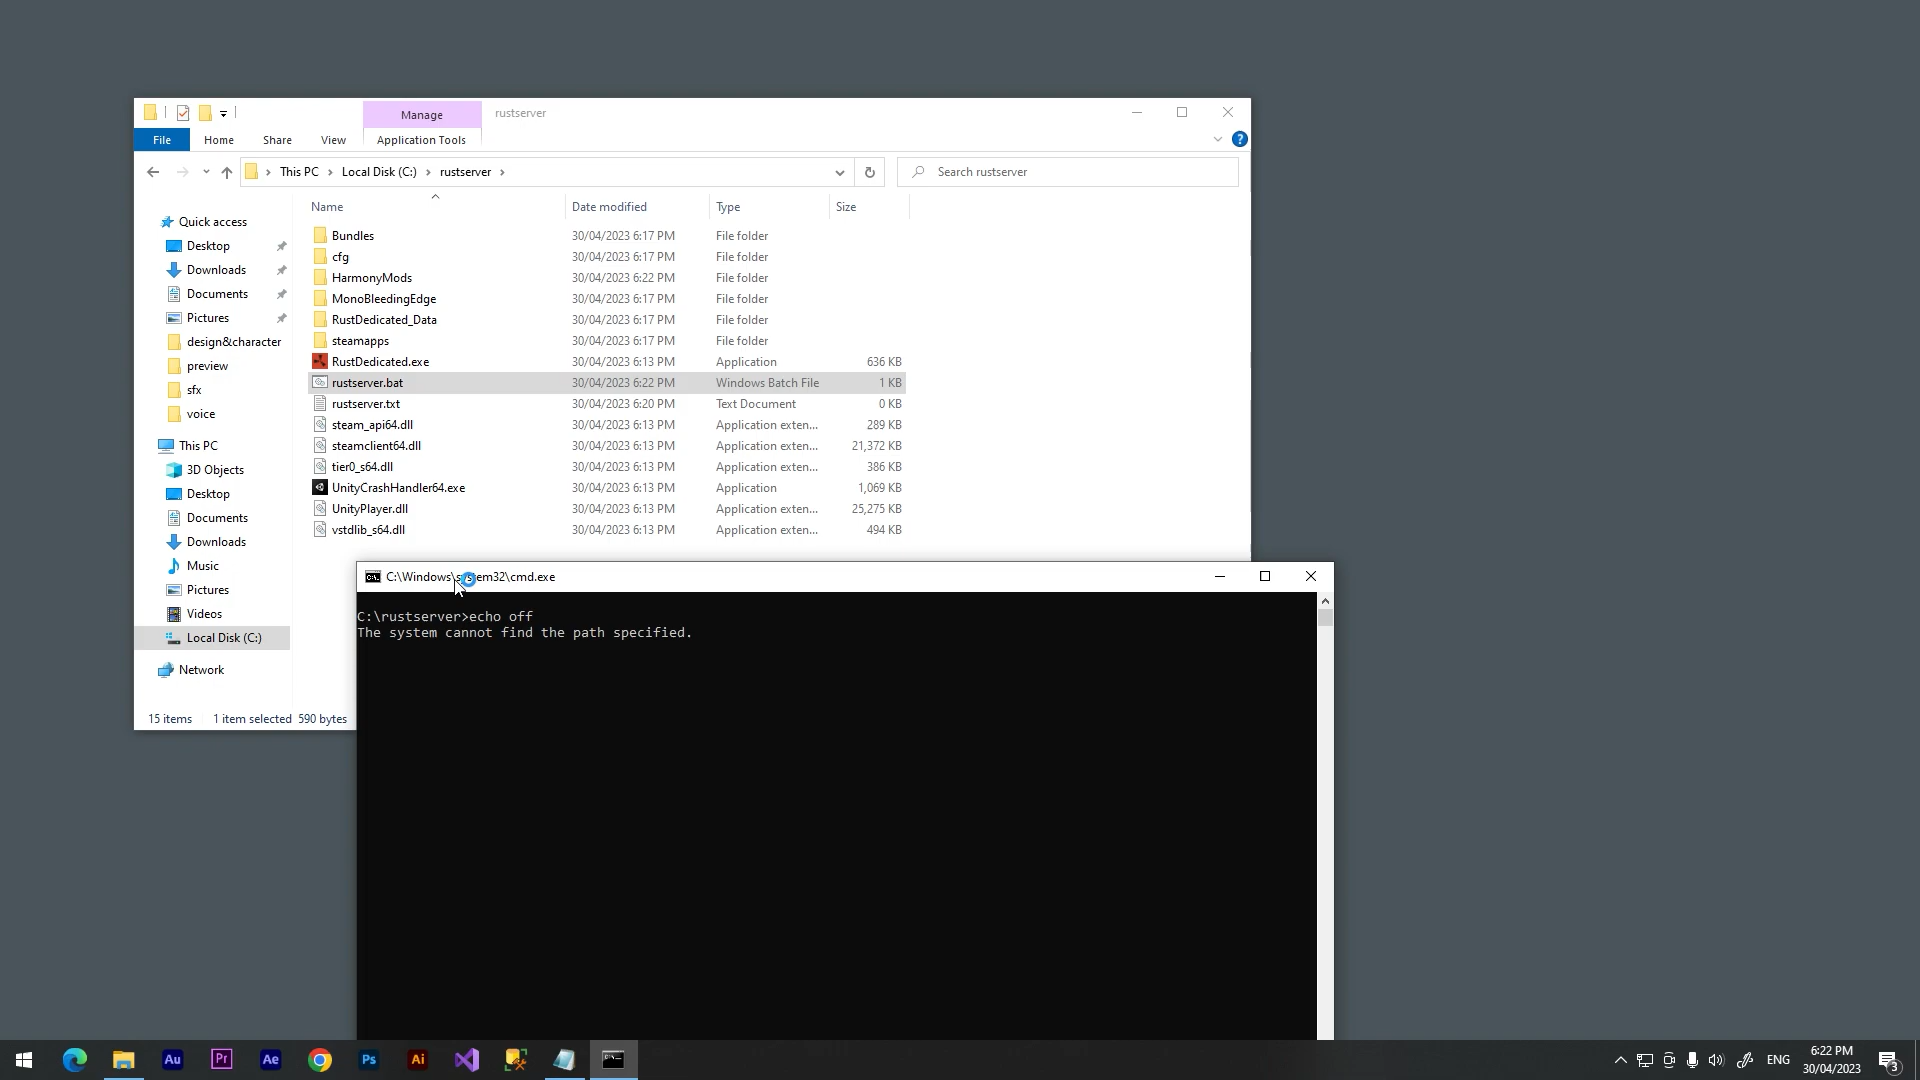 Manage
rustserver
File
Home
Share
View
Application Tools
This PC
Local Disk (C:)
rustserver
Search rustserver
Name
Date modified
Type
Size
Quick access
Desktop
Downloads
Documents
Pictures
design&character
preview
sfx
voice
This PC
3D Objects
Desktop
Documents
Downloads
Music
Pictures
Videos
Local Disk (C:)
Network
Bundles 30/04/2023 6:17 PM File folder
cfg 30/04/2023 6:17 PM File folder
HarmonyMods 30/04/2023 6:22 PM File folder
MonoBleedingEdge 30/04/2023 6:17 PM File folder
RustDedicated_Data 30/04/2023 6:17 PM File folder
steamapps 30/04/2023 6:17 PM File folder
RustDedicated.exe 30/04/2023 6:13 PM Application 636 KB
rustserver.bat 30/04/2023 6:22 PM Windows Batch File 1 KB
rustserver.txt 30/04/2023 6:20 PM Text Document 0 KB
steam_api64.dll 30/04/2023 6:13 PM Application exten... 289 KB
steamclient64.dll 30/04/2023 6:13 PM Application exten... 21,372 KB
tier0_s64.dll 30/04/2023 6:13 PM Application exten... 386 KB
UnityCrashHandler64.exe 30/04/2023 6:13 PM Application 1,069 KB
UnityPlayer.dll 30/04/2023 6:13 PM Application exten... 25,275 KB
vstdlib_s64.dll 30/04/2023 6:13 PM Application exten... 494 KB
15 items 1 item selected 590 bytes
C:\Windows\system32\cmd.exe
C:\rustserver>echo off
The system cannot find the path specified.
Au
Pr
Ae
Ps
Ai
ENG
6:22 PM
30/04/2023
3